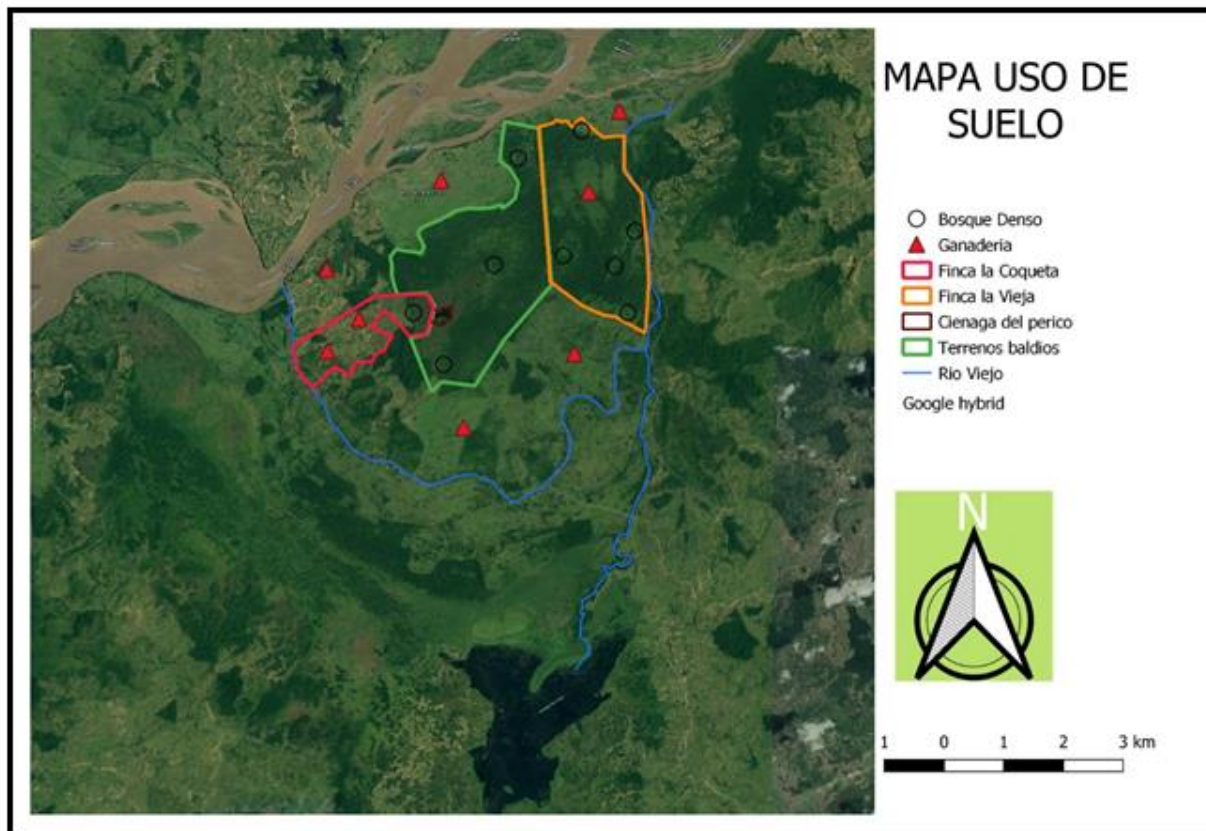 MAPA USO DE
SUELO
Bosque Denso
Ganaderia
Finca la Coqueta
Finca la Vieja
Cienaga del perico
Terrenos baldios
Rio Viejo
Google hybrid
N
1 0 1 2 3 km